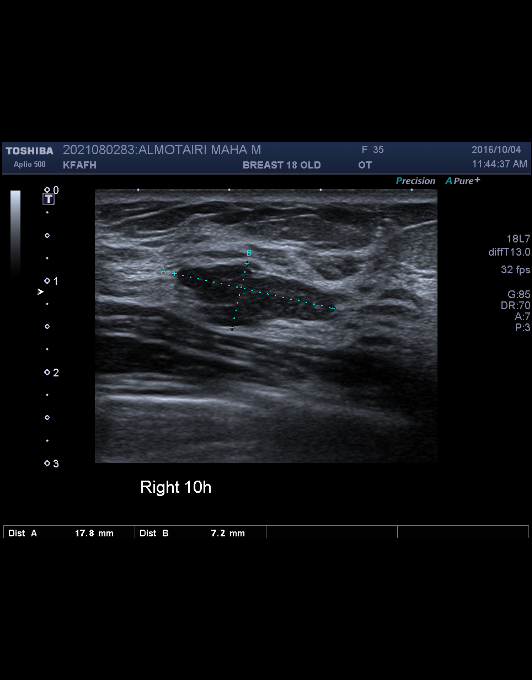 TOSHIBA 2021080283:ALMOTAIRI MAHA M F 35 2016/10/04
Aplio 500 KFAFH BREAST 18 OLD OT 11:44:37 AM
Precision A Pure+
0
T
18L7
diffT13.0
B
32 fps
A
1
G:85
DR:70
A:7
P:3
2
3
Right 10h
Dist A 17.8 mm Dist B 7.2 mm